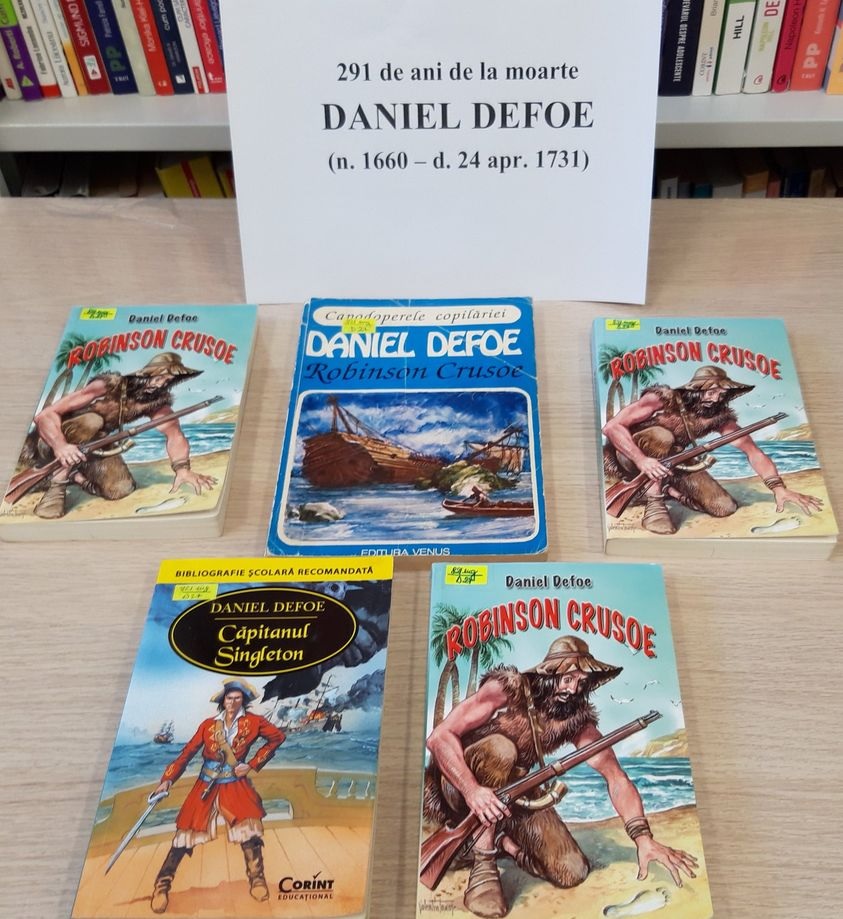 SIGMUND
HILL
291 de ani de la moarte
DANIEL DEFOE
(n. 1660 – d. 24 apr. 1731)
Daniel Defoe
ROBINSON CRUSOE
Capodoperele copilăriei
DANIEL DEFOE
Robinson Crusoe
EDITURA VENUS
Daniel Defoe
ROBINSON CRUSOE
BIBLIOGRAFIE ȘCOLARĂ RECOMANDATĂ
DANIEL DEFOE
Căpitanul
Singleton
CORINT
EDUCAȚIONAL
Daniel Defoe
ROBINSON CRUSOE